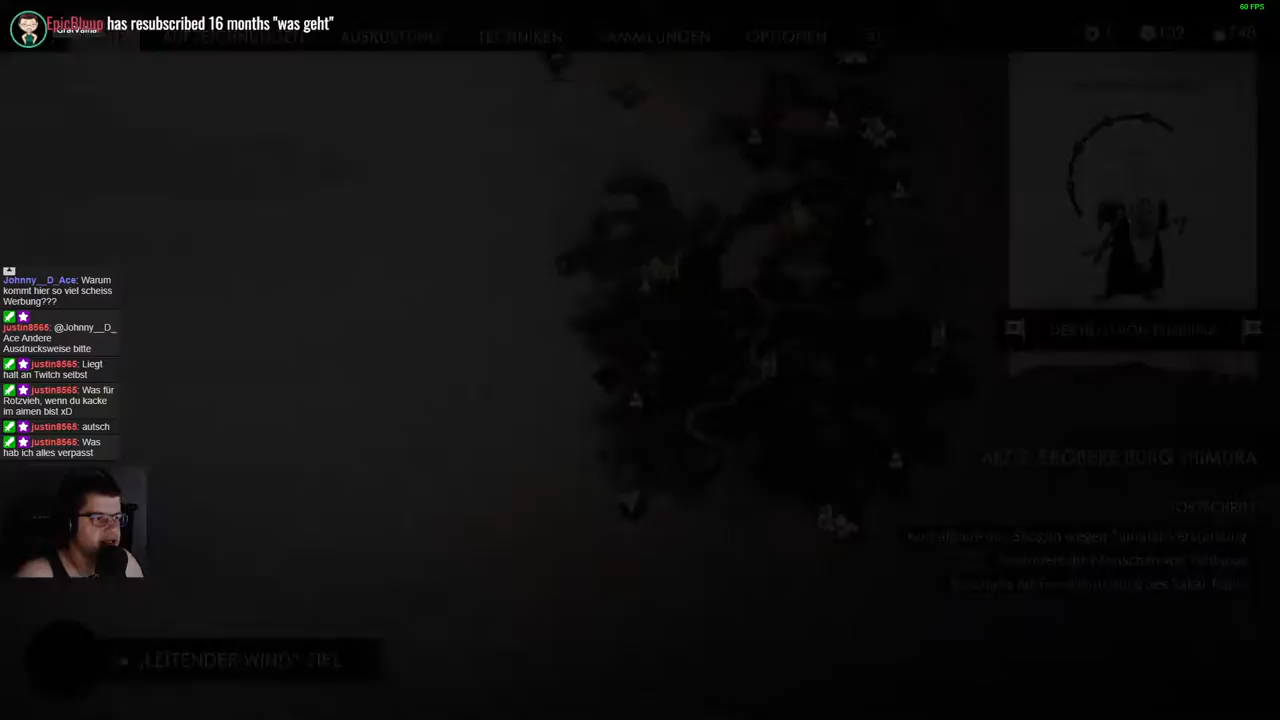 60 FPS
EpicBluup has resubscribed 16 months "was geht"
AUSRÜSTUNG TECHNIKEN SAMMLUNGEN OPTIONEN
Johnny__D_Ace: Warum
kommt hier so viel scheiss
Werbung???
justin8565: @Johnny__D_
Ace Andere
Ausdrucksweise bitte
justin8565: Liegt
halt an Twitch selbst
justin8565: Was für
Rotzvieh, wenn du kacke
im aimen bist xD
justin8565: autsch
justin8565: Was
hab ich alles verpasst
AKT 2: EROBERE BURG SHIMURA
FORTSCHRITT
„LEITENDER WIND“-ZIEL